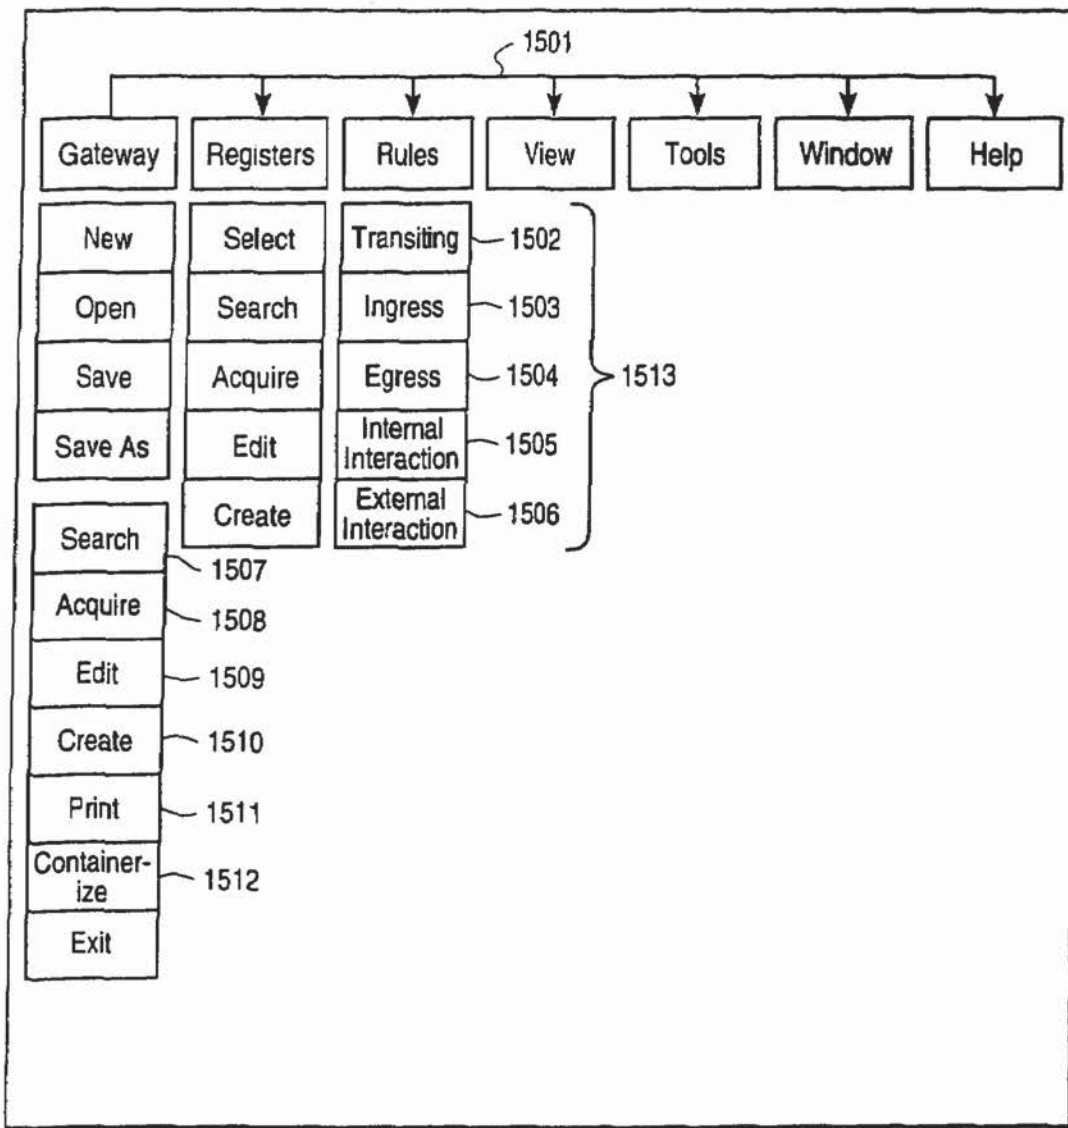 1501
Gateway Registers Rules View Tools Window Help
New Select Transiting 1502
Open Search Ingress 1503
Save Acquire Egress 1504
1513
Save As Edit Internal
Interaction 1505
Create External
Interaction 1506
Search
1507
Acquire
1508
Edit 1509
Create 1510
Print 1511
Container-
ize 1512
Exit